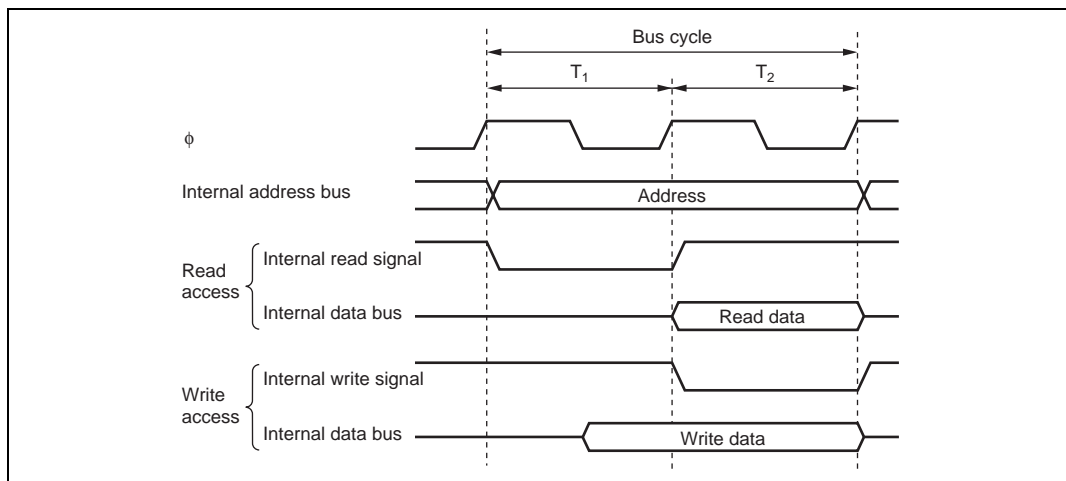 Bus cycle
T1 T2
ϕ
Internal address bus Address
Read access Internal read signal
Internal data bus Read data
Write access Internal write signal
Internal data bus Write data